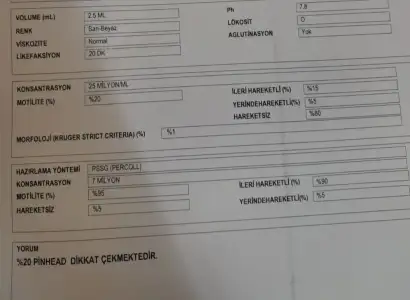 VOLUME (mL) 2.5 ML Ph 7.8
RENK Sarı-Beyaz LÖKOSİT 0
VİSKOZİTE Normal AGLUTİNASYON Yok
LİKEFAKSİYON 20 DK
KONSANTRASYON 25 MİLYON/ML
MOTİLİTE (%) %20 İLERİ HAREKETLİ (%) %15
YERİNDEHAREKETLİ(%) %5
HAREKETSİZ %80
MORFOLOJİ (KRUGER STRICT CRITERIA) (%) %1
HAZIRLAMA YÖNTEMİ PSSG (PERCOLL)
KONSANTRASYON 7 MİLYON
MOTİLİTE (%) %95 İLERİ HAREKETLİ (%) %90
HAREKETSİZ %5 YERİNDEHAREKETLİ(%) %5
YORUM
%20 PİNHEAD DİKKAT ÇEKMEKTEDİR.